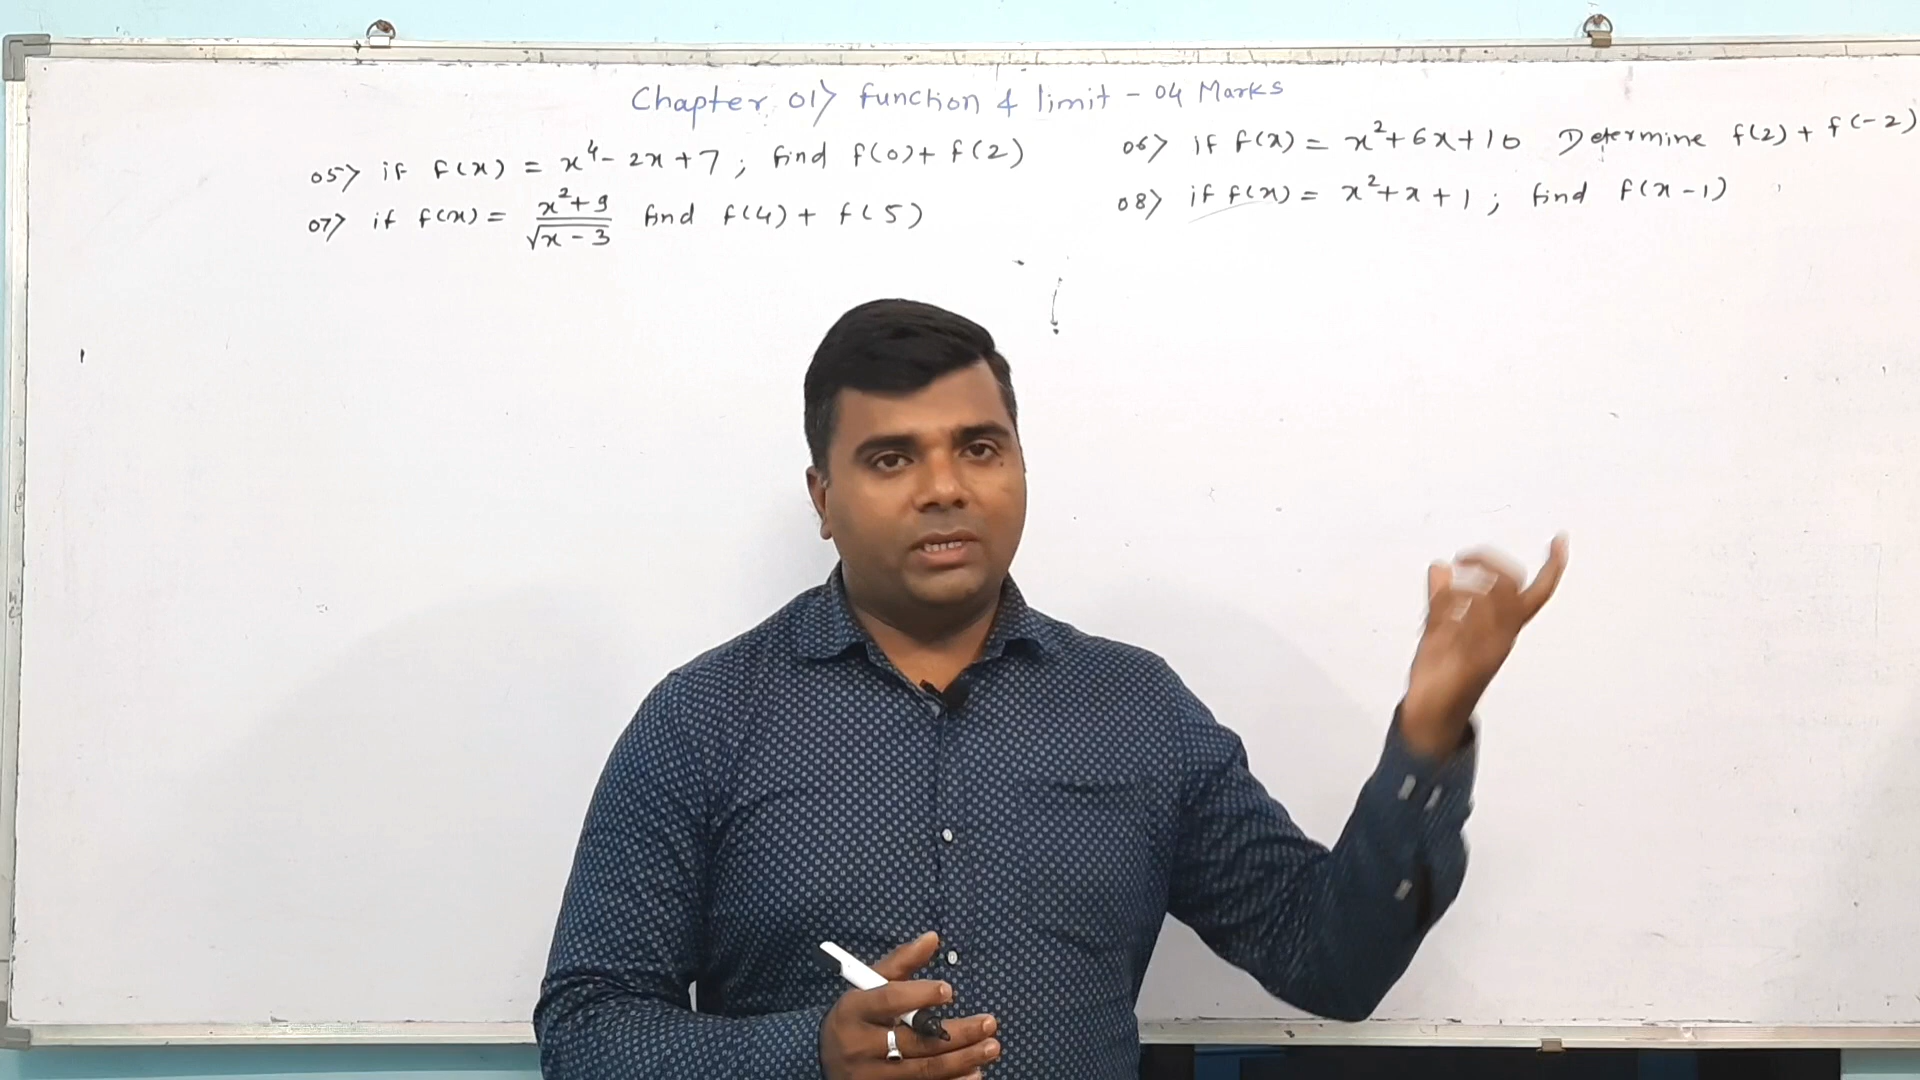 Chapter 01> function & limit - 04 Marks
05> if f(x) = x⁴- 2x + 7 ; find f(0) + f(2)
06> if f(x) = x² + 6x + 10 Determine f(2) + f(-2)
07> if f(x) = (x² + 9)/√(x - 3) find f(4) + f(5)
08> if f(x) = x² + x + 1 ; find f(x - 1)